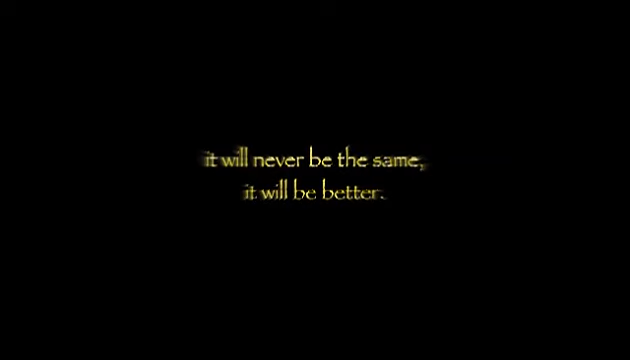 it will never be the same,
it will be better.